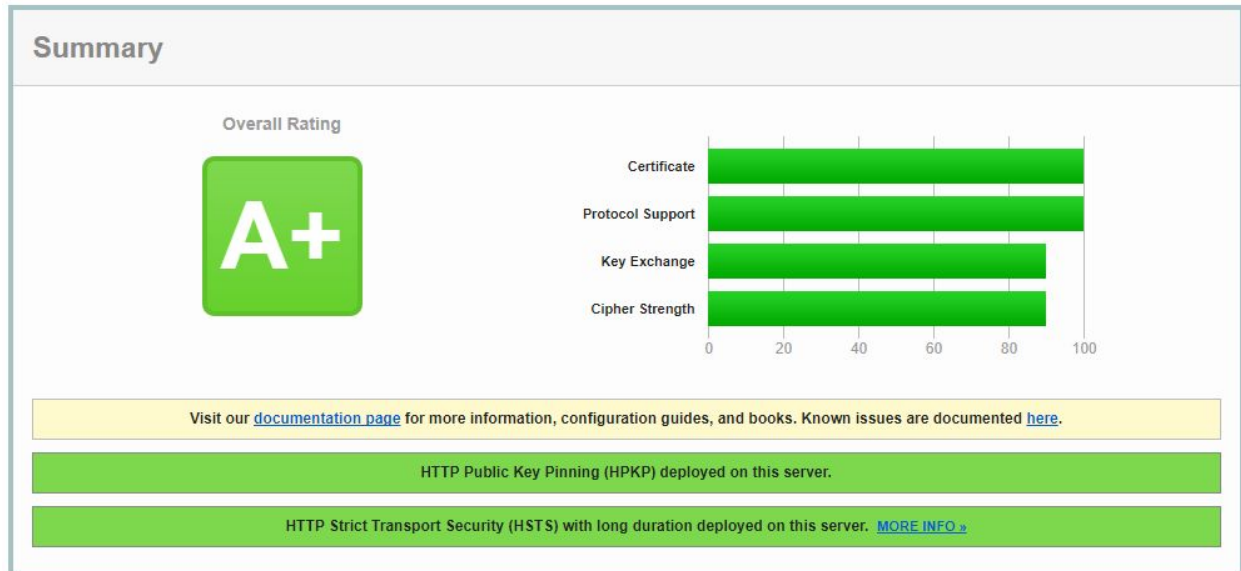 Summary
Overall Rating
A+
Certificate
Protocol Support
Key Exchange
Cipher Strength
0 20 40 60 80 100
Visit our documentation page for more information, configuration guides, and books. Known issues are documented here.
HTTP Public Key Pinning (HPKP) deployed on this server.
HTTP Strict Transport Security (HSTS) with long duration deployed on this server. MORE INFO »